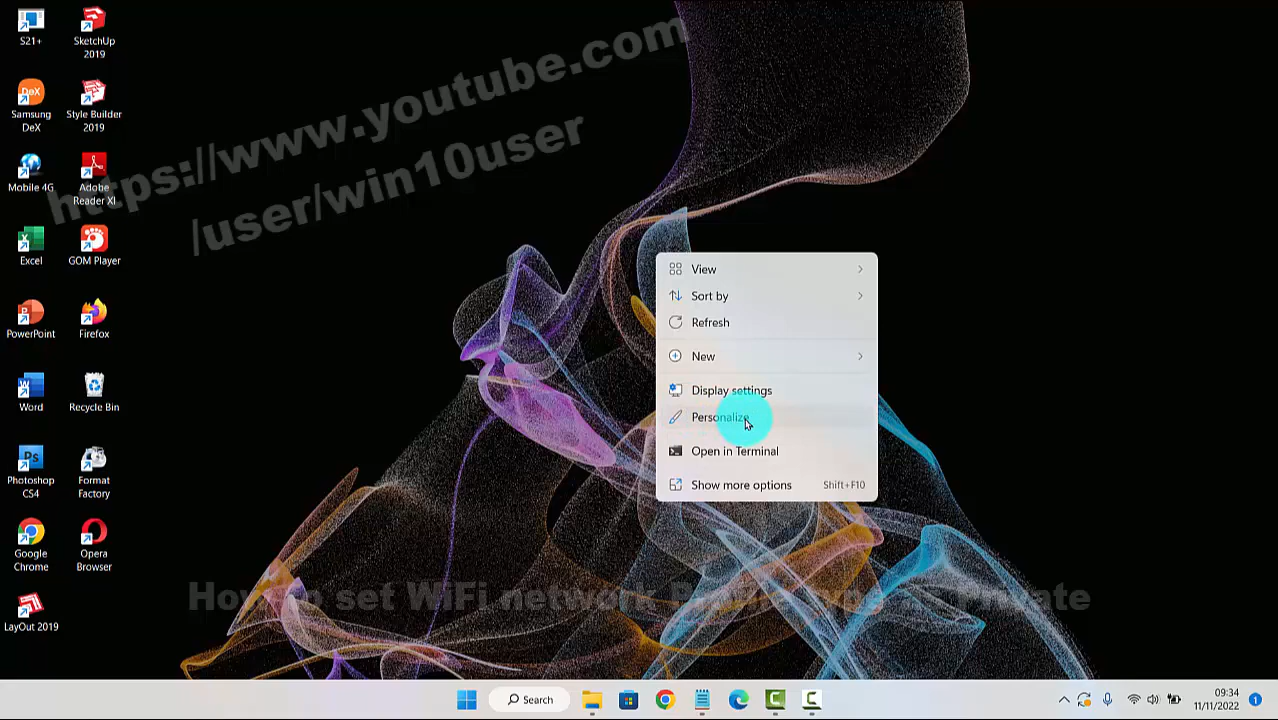 S21+
SketchUp
2019
Samsung
DeX
Style Builder
2019
Mobile 4G
Adobe
Reader XI
Excel
GOM Player
PowerPoint
Firefox
Word
Recycle Bin
Photoshop
CS4
Format
Factory
Google
Chrome
Opera
Browser
LayOut 2019
https://www.youtube.com
/user/win10user
View
Sort by
Refresh
New
Display settings
Personalize
Open in Terminal
Show more options Shift+F10
How to set WiFi network Private
Search
09:34
11/11/2022
1